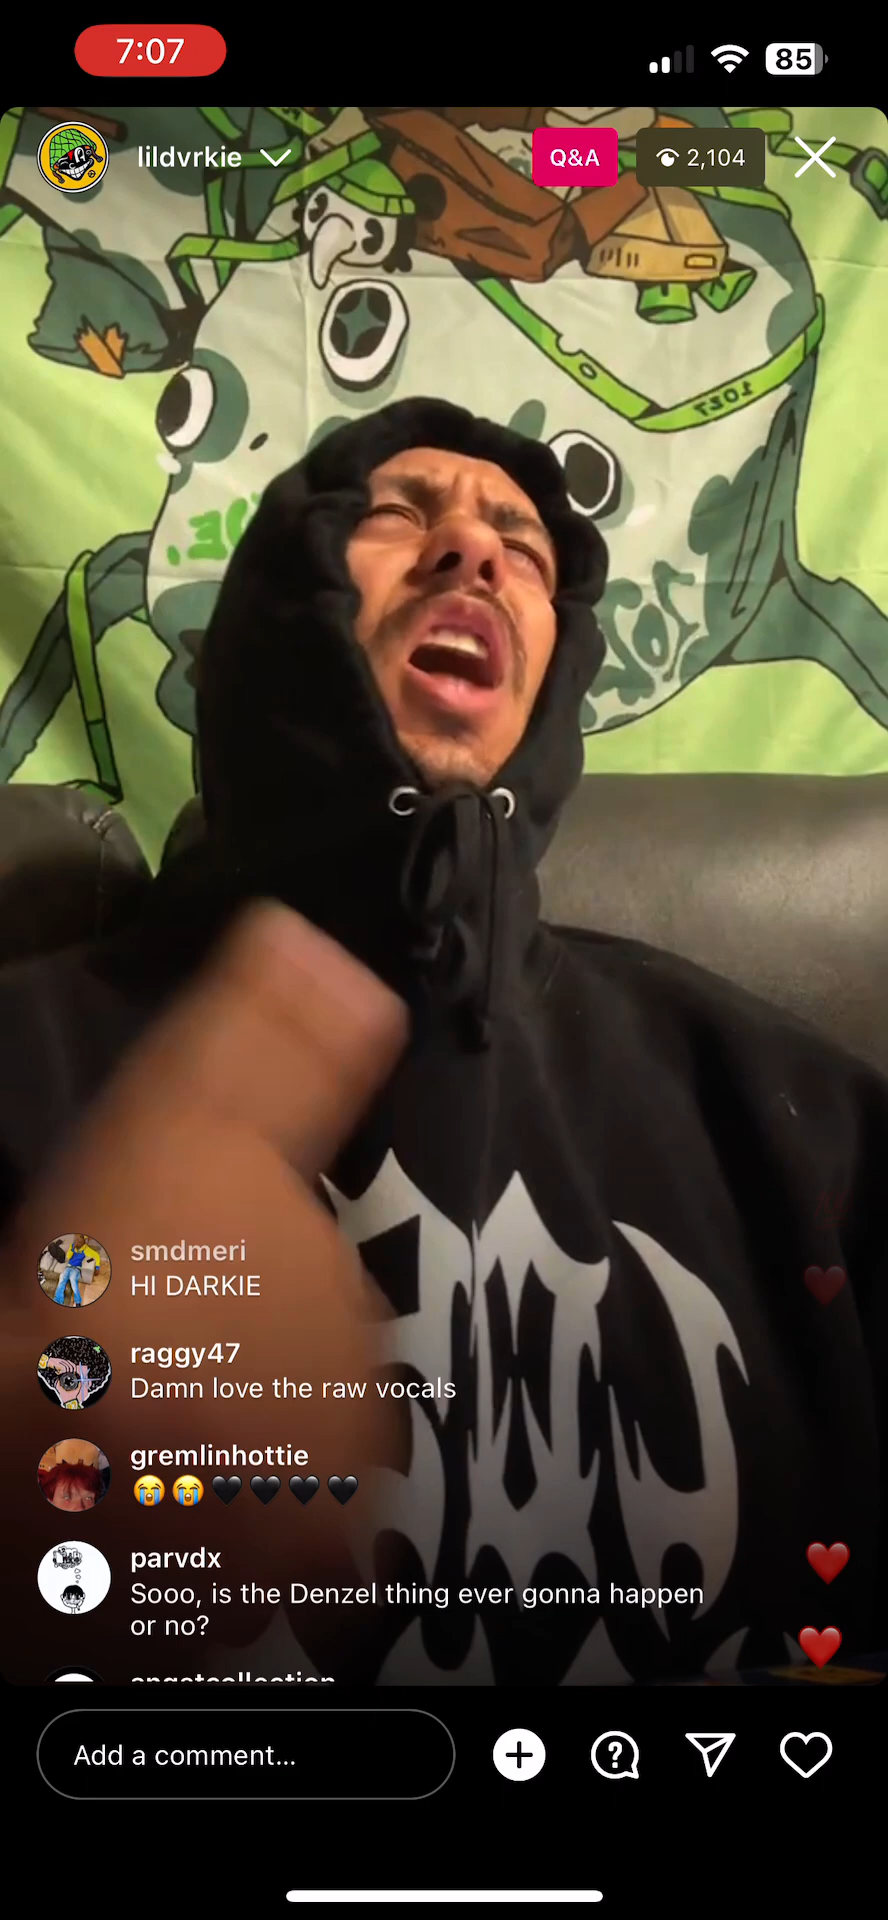 7:07
85
lildvrkie
Q&A
2,104
smdmeri
HI DARKIE
raggy47
Damn love the raw vocals
gremlinhottie
😭😭🖤🖤🖤🖤
parvdx
Sooo, is the Denzel thing ever gonna happen
or no?
Add a comment...